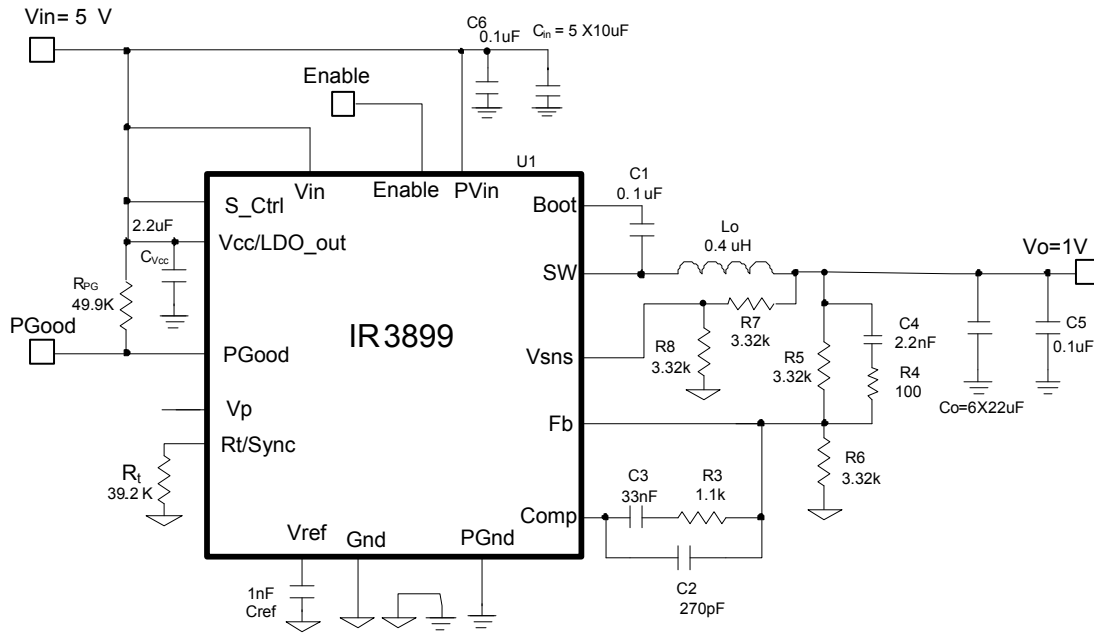 Vin= 5 V
C6
0.1uF
Cin = 5 X10uF
Enable
U1
Vin
Enable
PVin
C1
0.1uF
S_Ctrl
Boot
2.2uF
Vcc/LDO_out
CVcc
Lo
0.4 uH
Vo=1V
SW
RPG
49.9K
IR3899
R7
3.32k
C4
2.2nF
C5
0.1uF
PGood
PGood
Vsns
R8
3.32k
R5
3.32k
R4
100
Co=6X22uF
Vp
Fb
Rt/Sync
Rt
39.2 K
R6
3.32k
C3
33nF
R3
1.1k
Comp
Vref
Gnd
PGnd
C2
270pF
1nF
Cref